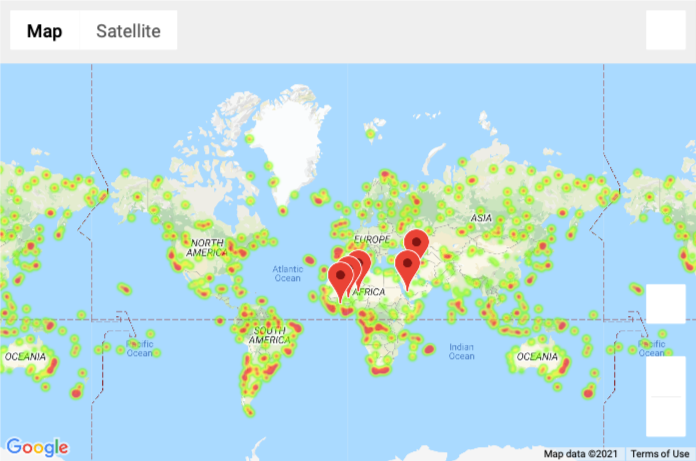 Map
Satellite
NORTH
AMERICA
EUROPE
ASIA
Atlantic
Ocean
AFRICA
SOUTH
AMERICA
OCEANIA
Pacific
Ocean
Indian
Ocean
OCEANIA
Pacific
Ocean
Google
Map data ©2021
Terms of Use